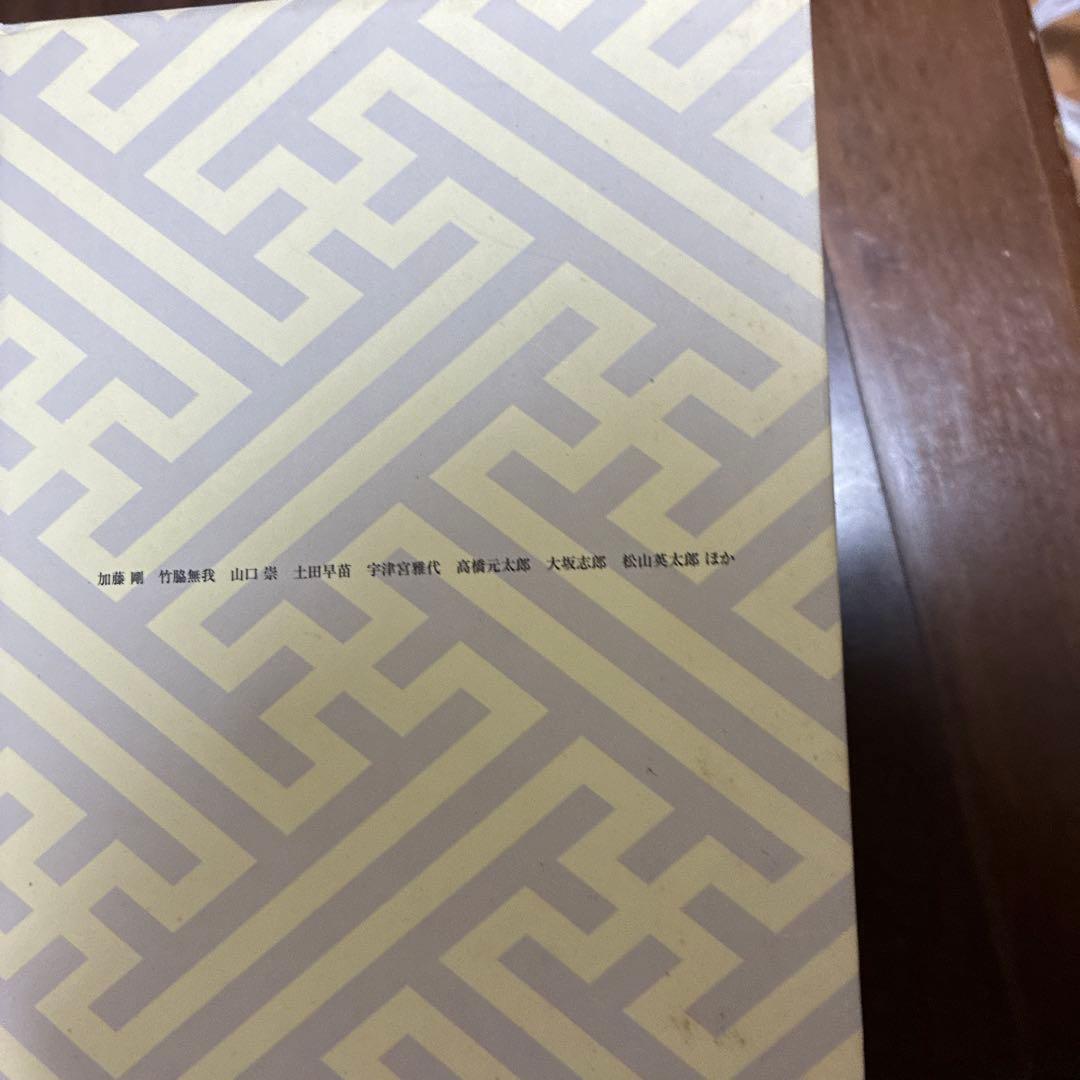 加藤 剛　竹脇無我　山口 崇　土田早苗　宇津宮雅代　高橋元太郎　大坂志郎　松山英太郎 ほか